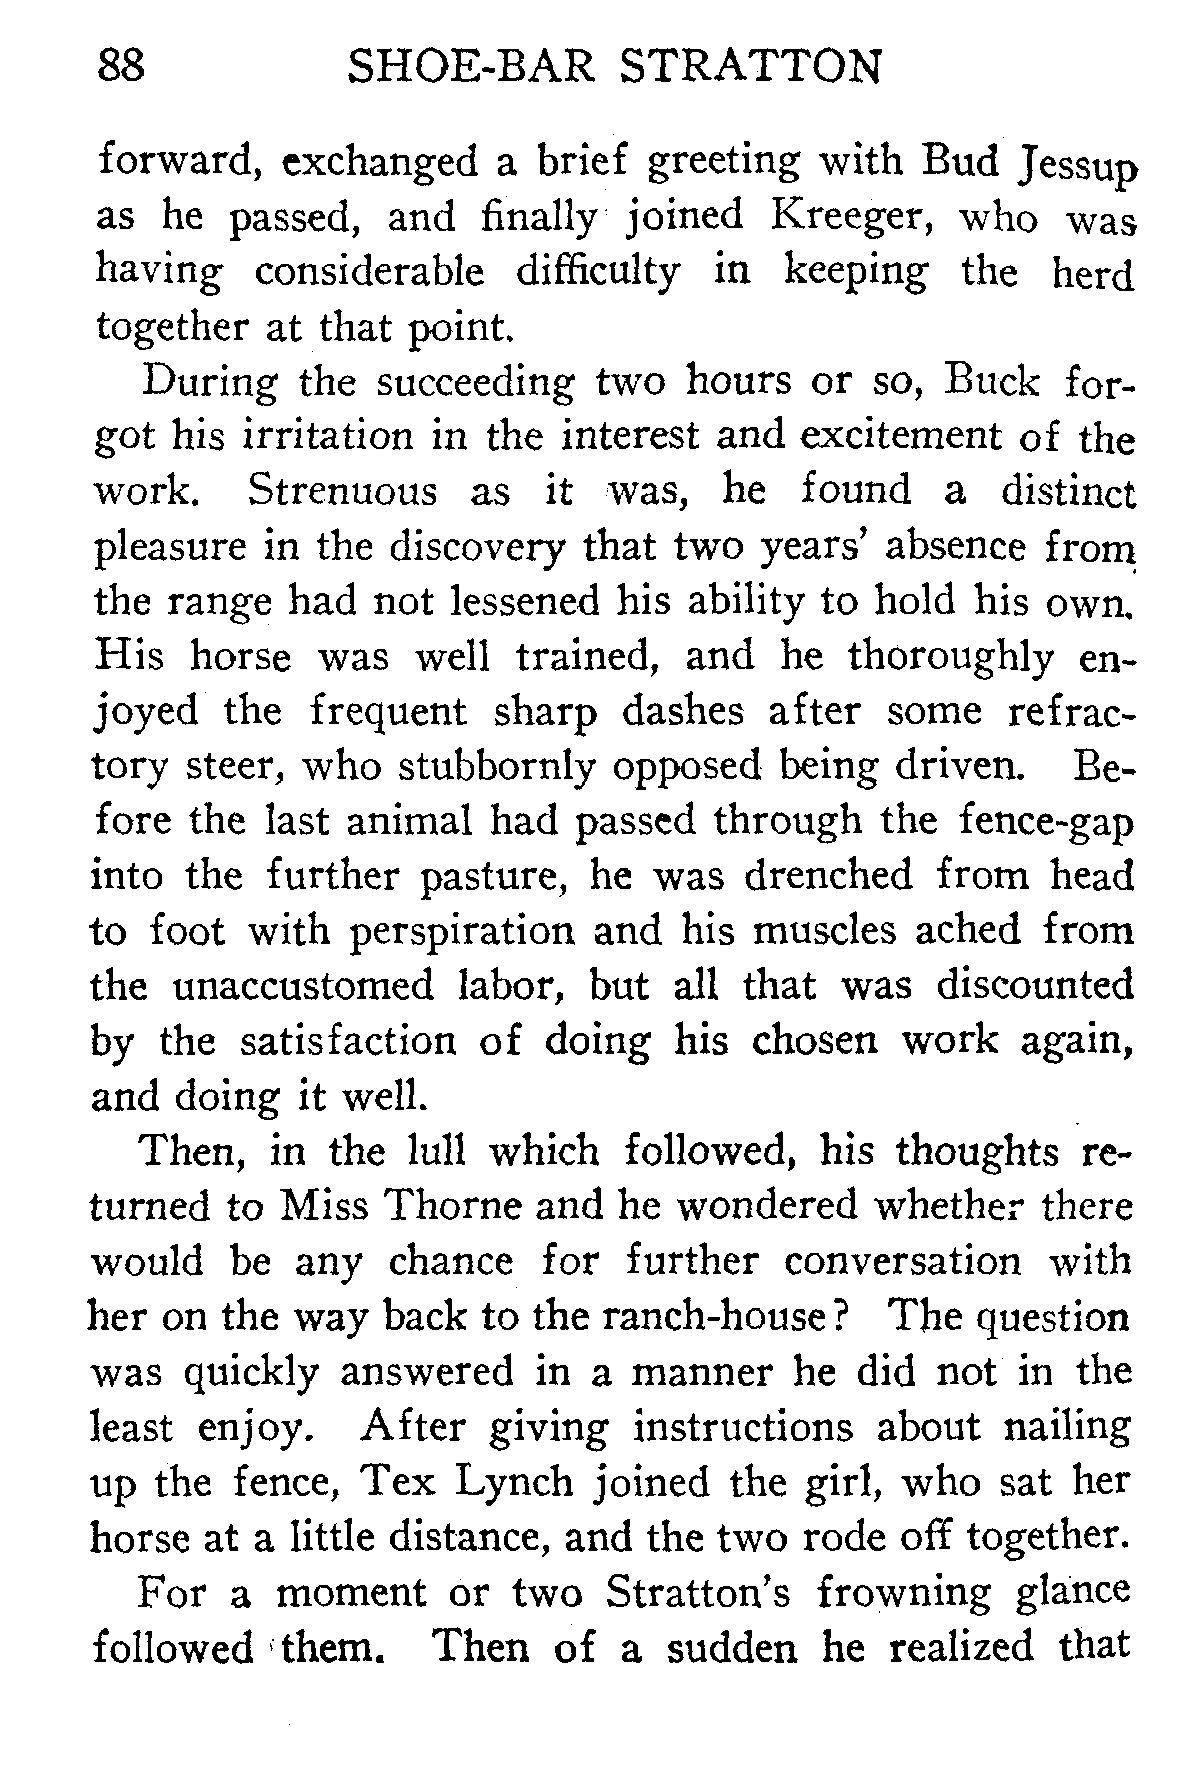 88 SHOE-BAR STRATTON
forward, exchanged a brief greeting with Bud Jessup
as he passed, and finally joined Kreeger, who was
having considerable difficulty in keeping the herd
together at that point.
During the succeeding two hours or so, Buck for-
got his irritation in the interest and excitement of the
work. Strenuous as it was, he found a distinct
pleasure in the discovery that two years' absence from
the range had not lessened his ability to hold his own.
His horse was well trained, and he thoroughly en-
joyed the frequent sharp dashes after some refrac-
tory steer, who stubbornly opposed being driven. Be-
fore the last animal had passed through the fence-gap
into the further pasture, he was drenched from head
to foot with perspiration and his muscles ached from
the unaccustomed labor, but all that was discounted
by the satisfaction of doing his chosen work again,
and doing it well.
Then, in the lull which followed, his thoughts re-
turned to Miss Thorne and he wondered whether there
would be any chance for further conversation with
her on the way back to the ranch-house? The question
was quickly answered in a manner he did not in the
least enjoy. After giving instructions about nailing
up the fence, Tex Lynch joined the girl, who sat her
horse at a little distance, and the two rode off together.
For a moment or two Stratton's frowning glance
followed them. Then of a sudden he realized that